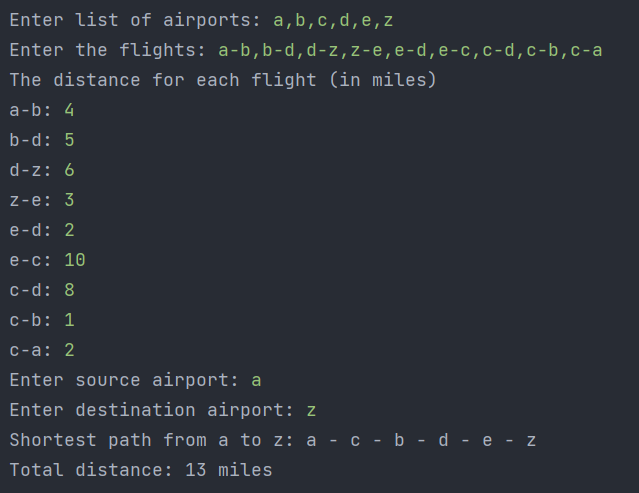 Enter list of airports: a,b,c,d,e,z
Enter the flights: a-b,b-d,d-z,z-e,e-d,e-c,c-d,c-b,c-a
The distance for each flight (in miles)
a-b: 4
b-d: 5
d-z: 6
z-e: 3
e-d: 2
e-c: 10
c-d: 8
c-b: 1
c-a: 2
Enter source airport: a
Enter destination airport: z
Shortest path from a to z: a - c - b - d - e - z
Total distance: 13 miles